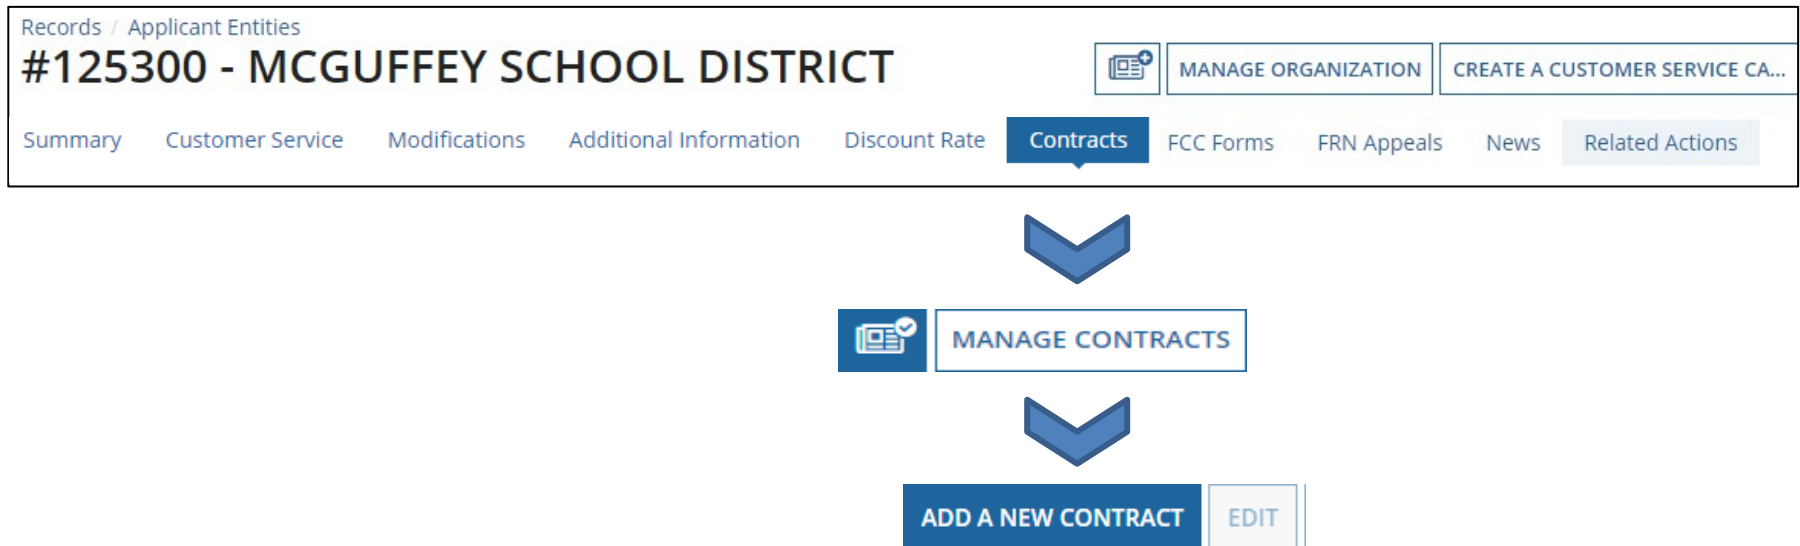 Records / Applicant Entities
#125300 - MCGUFFEY SCHOOL DISTRICT
MANAGE ORGANIZATION
CREATE A CUSTOMER SERVICE CA...
Summary Customer Service Modifications Additional Information Discount Rate Contracts FCC Forms FRN Appeals News Related Actions
MANAGE CONTRACTS
ADD A NEW CONTRACT EDIT